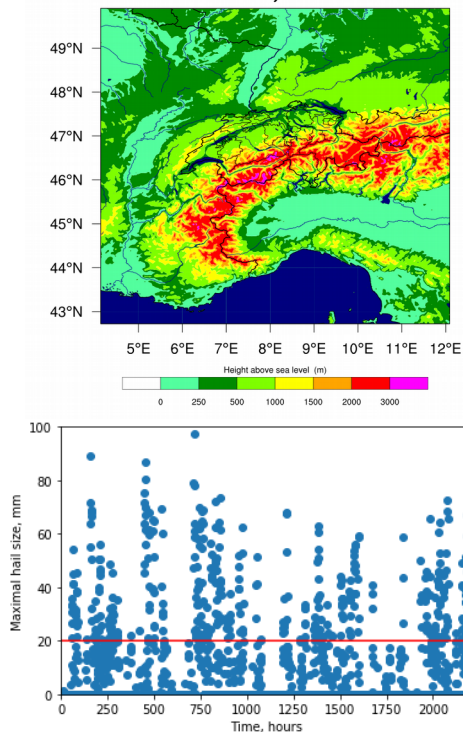 49°N
48°N
47°N
46°N
45°N
44°N
43°N
5°E 6°E 7°E 8°E 9°E 10°E 11°E 12°E
Height above sea level (m)
0 250 500 1000 1500 2000 3000
100
80
60
40
20
0
Maximal hail size, mm
0 250 500 750 1000 1250 1500 1750 2000
Time, hours